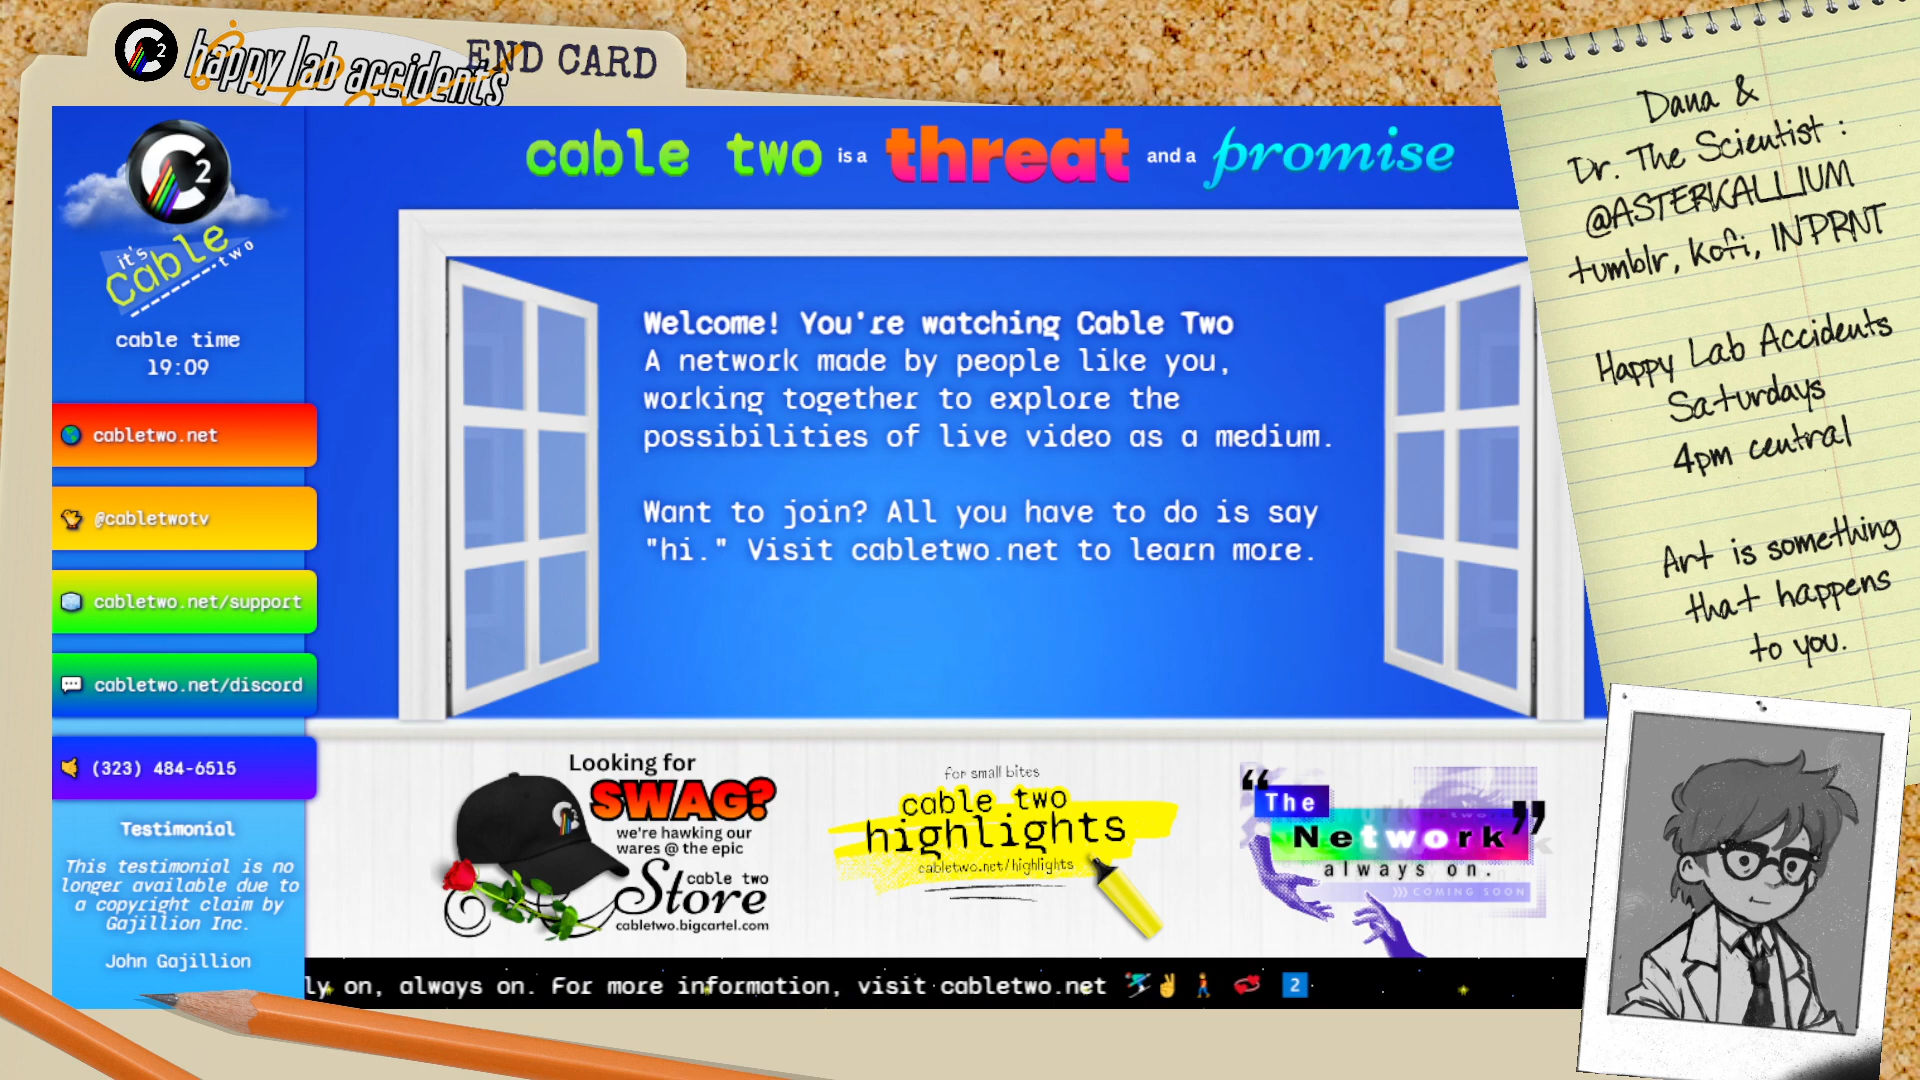 happy lab accidents
END CARD
C2
it's
cable
two
cable time
19:09
cabletwo.net
@cabletwotv
cabletwo.net/support
cabletwo.net/discord
(323) 484-6515
Testimonial
This testimonial is no
longer available due to
a copyright claim by
Gajillion Inc.
John Gajillion
cable two is a threat and a promise
Welcome! You're watching Cable Two
A network made by people like you,
working together to explore the
possibilities of live video as a medium.
Want to join? All you have to do is say
"hi." Visit cabletwo.net to learn more.
Looking for
SWAG?
we're hawking our
wares @ the epic
cable two
Store
cabletwo.bigcartel.com
for small bites
cable two
highlights
cabletwo.net/highlights
“The
Network”
always on.
))) COMING SOON
ly on, always on. For more information, visit cabletwo.net 2
Dana &
Dr. The Scientist :
@ASTERKALLIUM
tumblr, kofi, INPRNT
Happy Lab Accidents
Saturdays
4pm central
Art is something
that happens
to you.